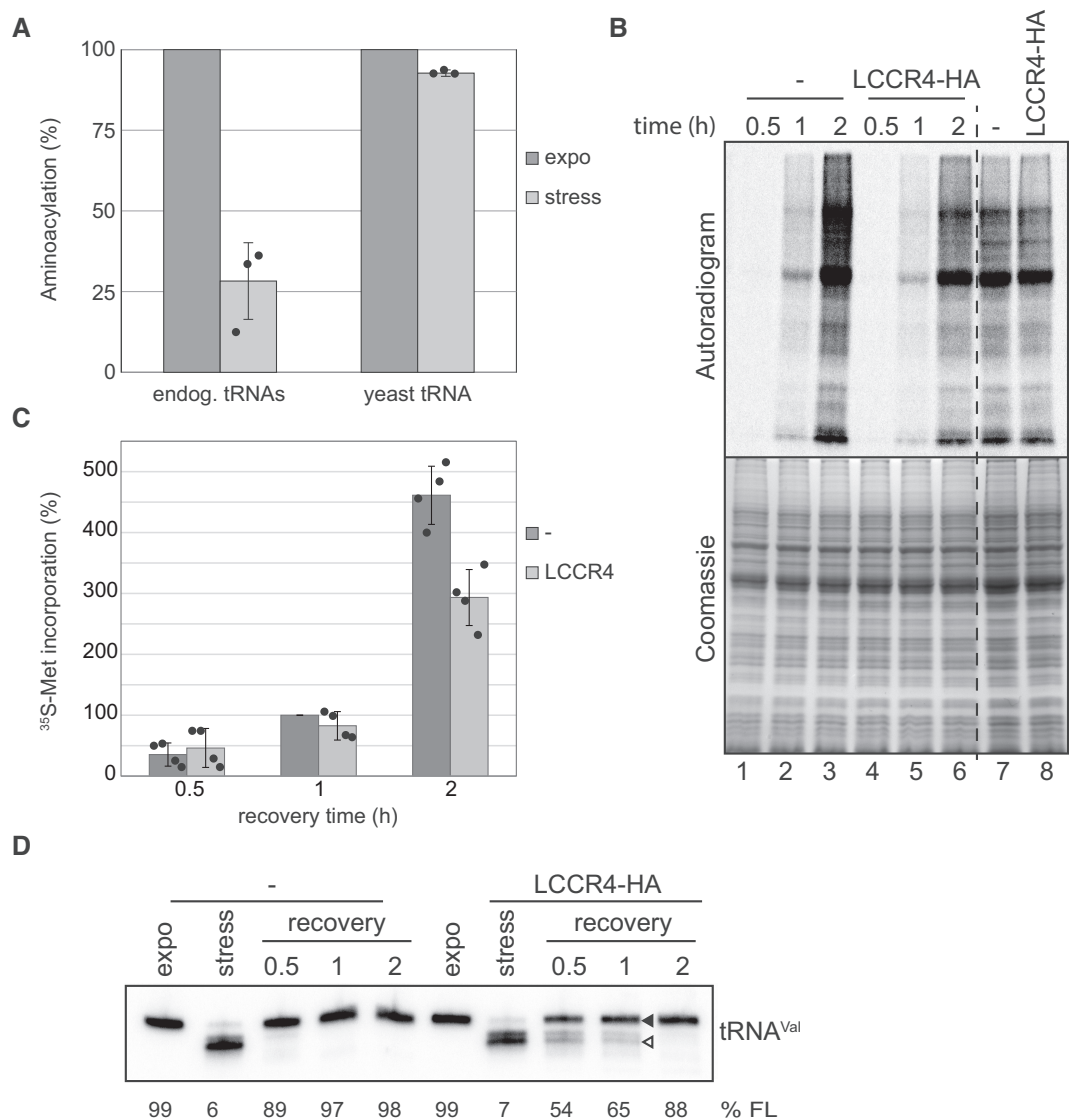 A
Aminoacylation (%)
100
75
50
25
0
endog. tRNAs
yeast tRNA
expo
stress
B
-
LCCR4-HA
LCCR4-HA
time (h)
0.5 1 2 0.5 1 2 -
Autoradiogram
Coomassie
1 2 3 4 5 6 7 8
C
³⁵S-Met incorporation (%)
500
400
300
200
100
0
0.5 1 2
recovery time (h)
-
LCCR4
D
-
LCCR4-HA
expo stress recovery expo stress recovery
0.5 1 2 0.5 1 2
tRNAⱽᵃˡ
99 6 89 97 98 99 7 54 65 88 % FL